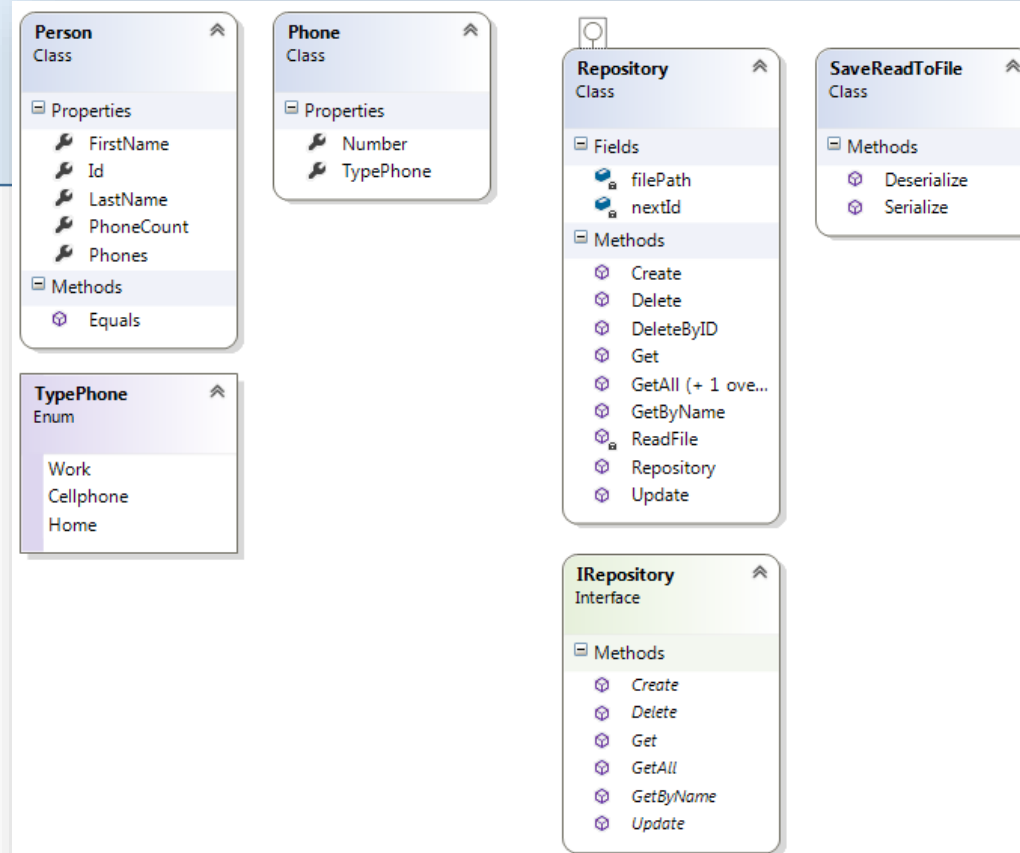 Person
Class
Properties
FirstName
Id
LastName
PhoneCount
Phones
Methods
Equals
TypePhone
Enum
Work
Cellphone
Home
Phone
Class
Properties
Number
TypePhone
Repository
Class
Fields
filePath
nextId
Methods
Create
Delete
DeleteByID
Get
GetAll (+ 1 ove...
GetByName
ReadFile
Repository
Update
IRepository
Interface
Methods
Create
Delete
Get
GetAll
GetByName
Update
SaveReadToFile
Class
Methods
Deserialize
Serialize